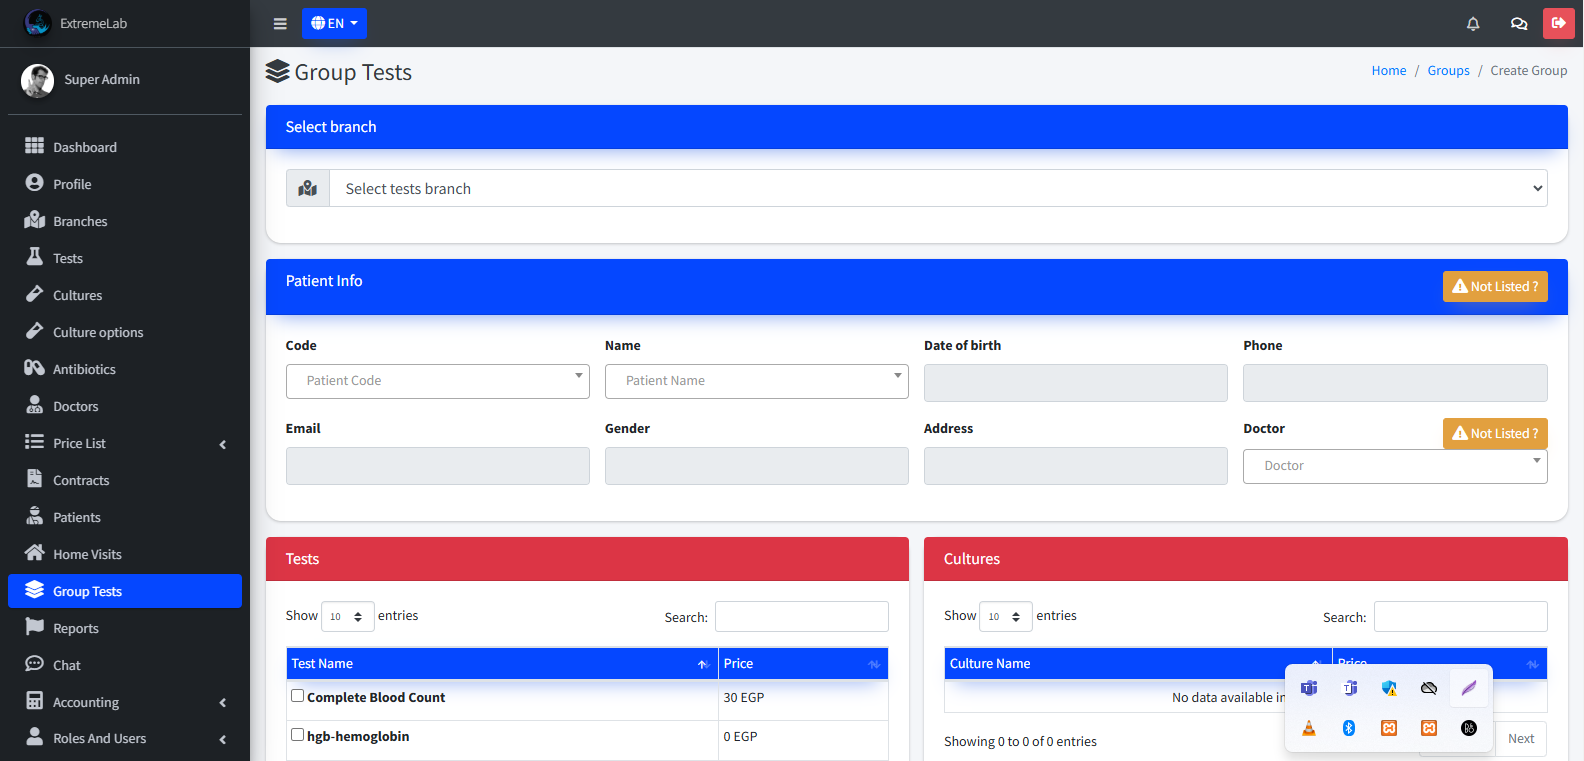 ExtremeLab
EN
Super Admin
Group Tests
Home / Groups / Create Group
Dashboard
Profile
Branches
Tests
Cultures
Culture options
Antibiotics
Doctors
Price List
Contracts
Patients
Home Visits
Group Tests
Reports
Chat
Accounting
Roles And Users
Select branch
Select tests branch
Patient Info
Not Listed ?
Code
Name
Date of birth
Phone
Patient Code
Patient Name
Email
Gender
Address
Doctor
Not Listed ?
Doctor
Tests
Show 10 entries
Search:
Test Name
Price
Complete Blood Count
30 EGP
hgb-hemoglobin
0 EGP
Cultures
Show 10 entries
Search:
Culture Name
Price
No data available in
Showing 0 to 0 of 0 entries
Next